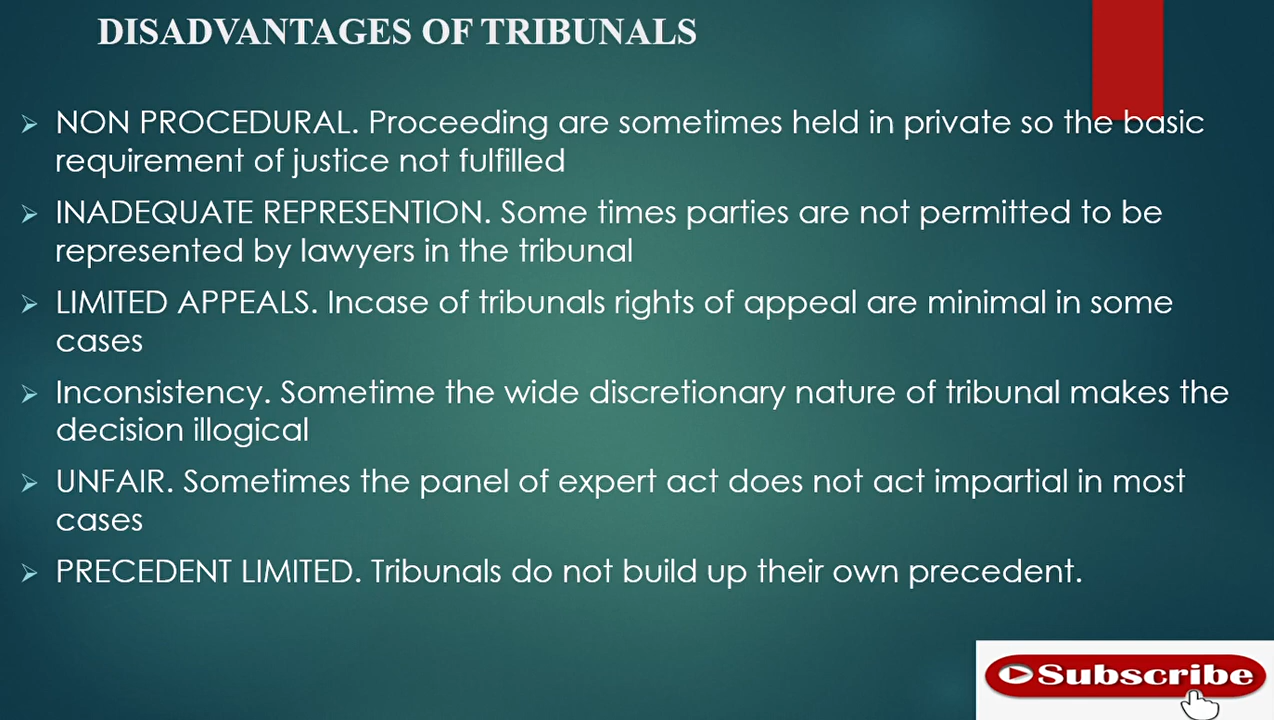 DISADVANTAGES OF TRIBUNALS
➢ NON PROCEDURAL. Proceeding are sometimes held in private so the basic
requirement of justice not fulfilled
➢ INADEQUATE REPRESENTION. Some times parties are not permitted to be
represented by lawyers in the tribunal
➢ LIMITED APPEALS. Incase of tribunals rights of appeal are minimal in some
cases
➢ Inconsistency. Sometime the wide discretionary nature of tribunal makes the
decision illogical
➢ UNFAIR. Sometimes the panel of expert act does not act impartial in most
cases
➢ PRECEDENT LIMITED. Tribunals do not build up their own precedent.
Subscribe